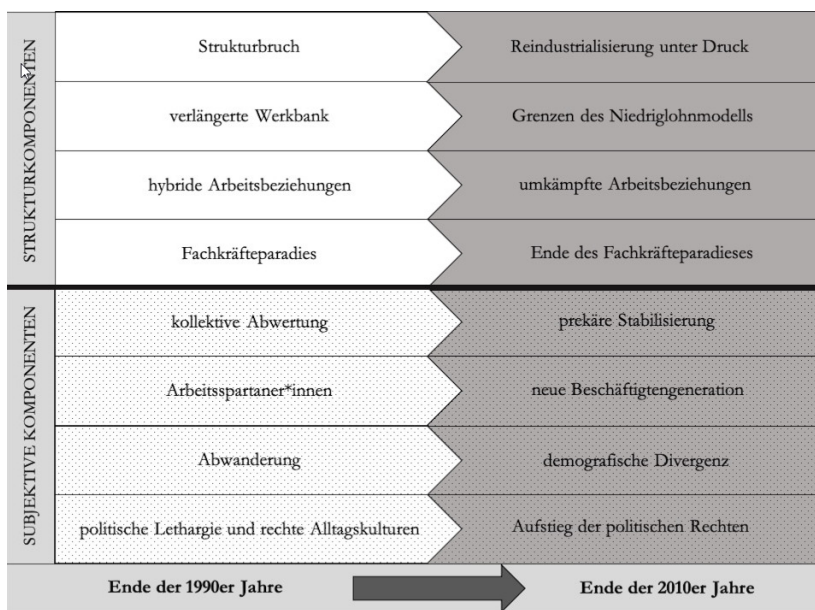 STRUKTURKOMPONENTEN
Strukturbruch
Reindustrialisierung unter Druck
verlängerte Werkbank
Grenzen des Niedriglohnmodells
hybride Arbeitsbeziehungen
umkämpfte Arbeitsbeziehungen
Fachkräfteparadies
Ende des Fachkräfteparadieses
SUBJEKTIVE KOMPONENTEN
kollektive Abwertung
prekäre Stabilisierung
Arbeitsspartaner*innen
neue Beschäftigtengeneration
Abwanderung
demografische Divergenz
politische Lethargie und rechte Alltagskulturen
Aufstieg der politischen Rechten
Ende der 1990er Jahre
Ende der 2010er Jahre